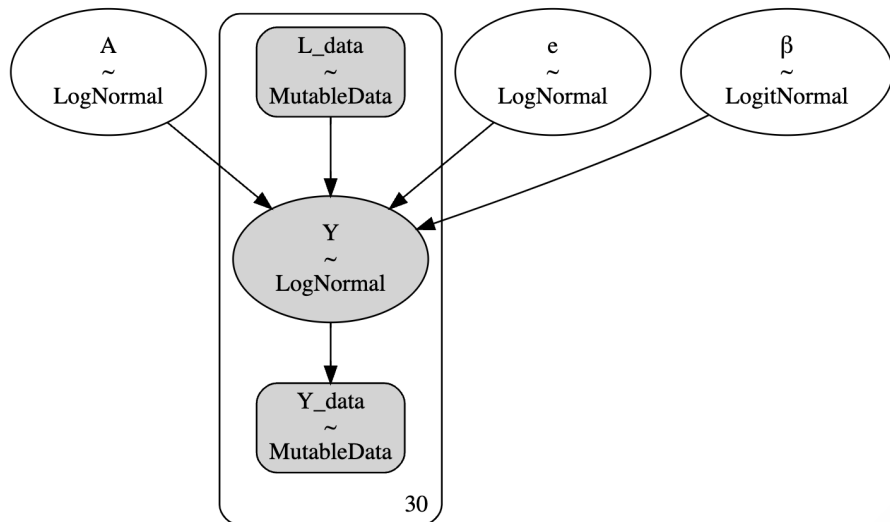 A
~
LogNormal
L_data
~
MutableData
e
~
LogNormal
β
~
LogitNormal
Y
~
LogNormal
Y_data
~
MutableData
30